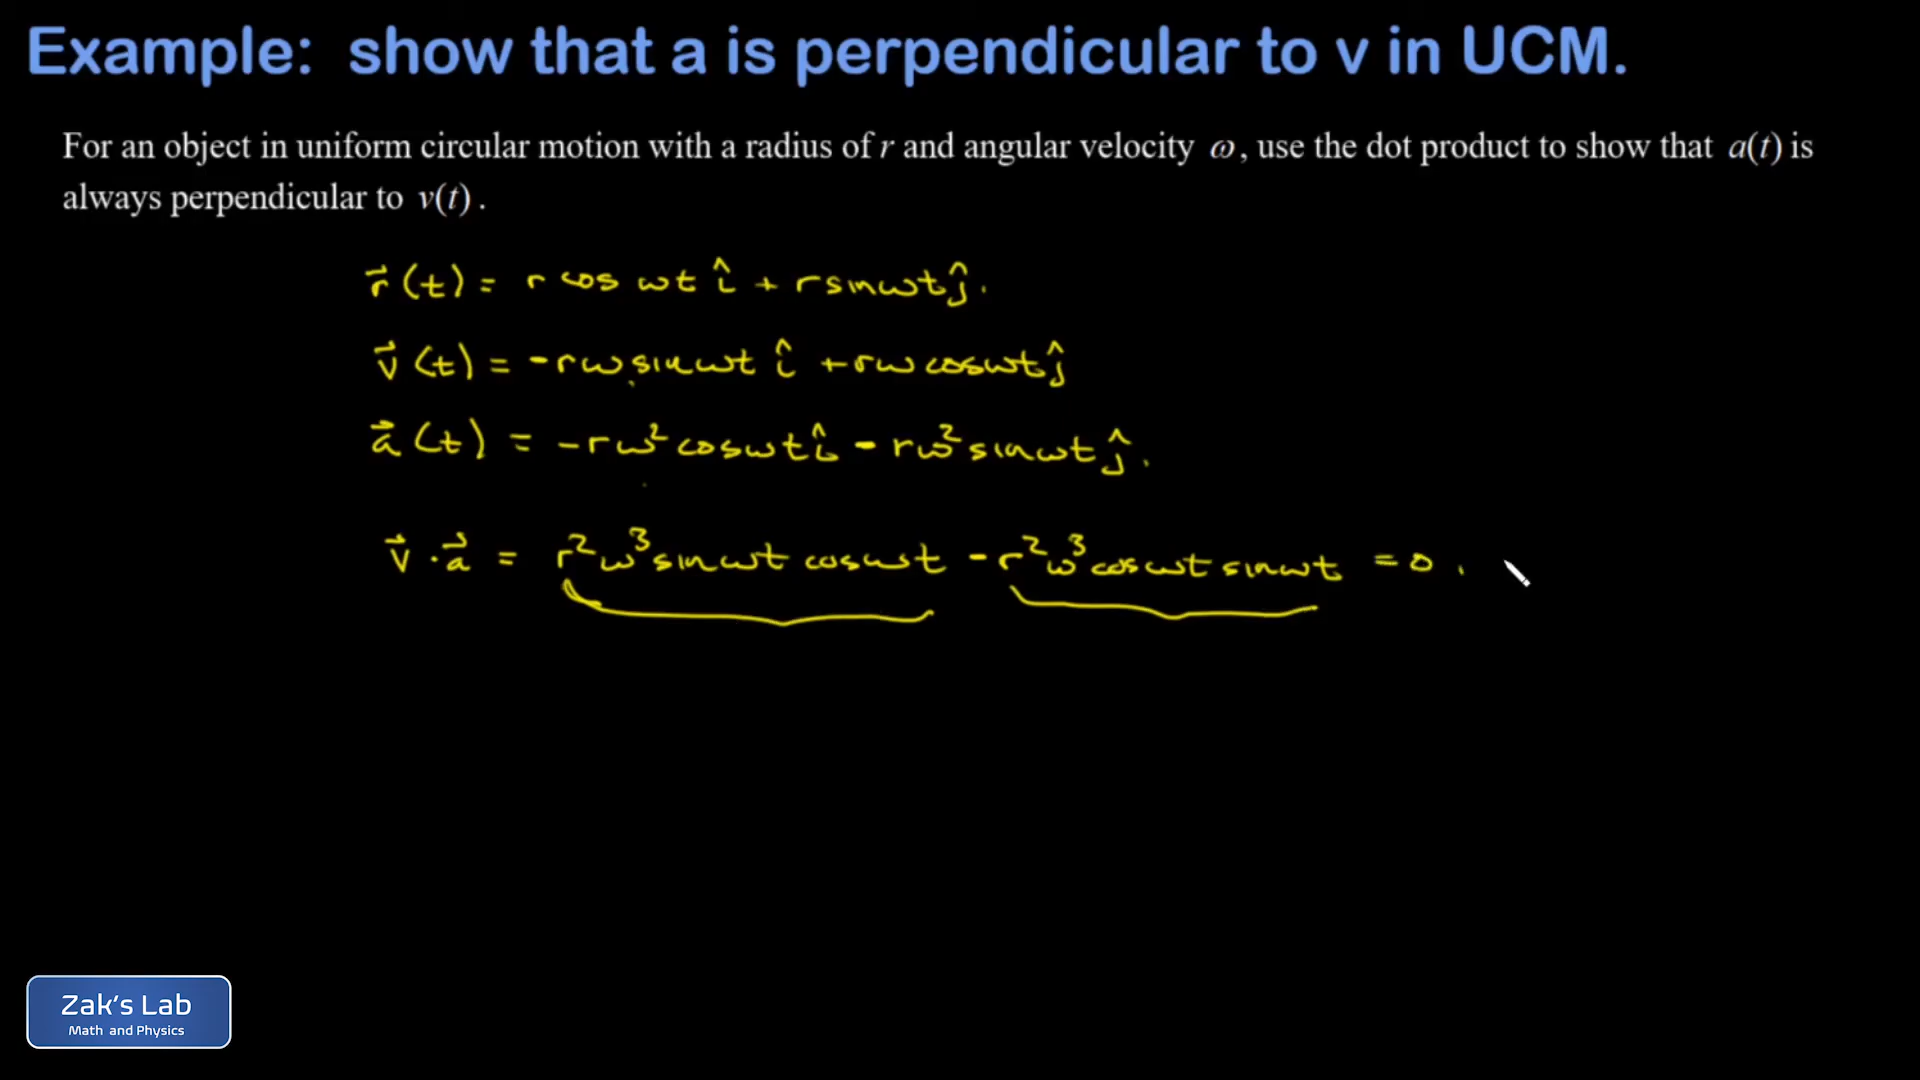 Example: show that a is perpendicular to v in UCM.
For an object in uniform circular motion with a radius of r and angular velocity ω, use the dot product to show that a(t) is
always perpendicular to v(t).
r⃗(t) = r cos ωt î + r sin ωt ĵ.
v⃗(t) = -rω sin ωt î + rω cos ωt ĵ
a⃗(t) = -rω² cos ωt î - rω² sin ωt ĵ.
v⃗ · a⃗ = r²ω³ sin ωt cos ωt - r²ω³ cos ωt sin ωt = 0.
Zak's Lab
Math and Physics